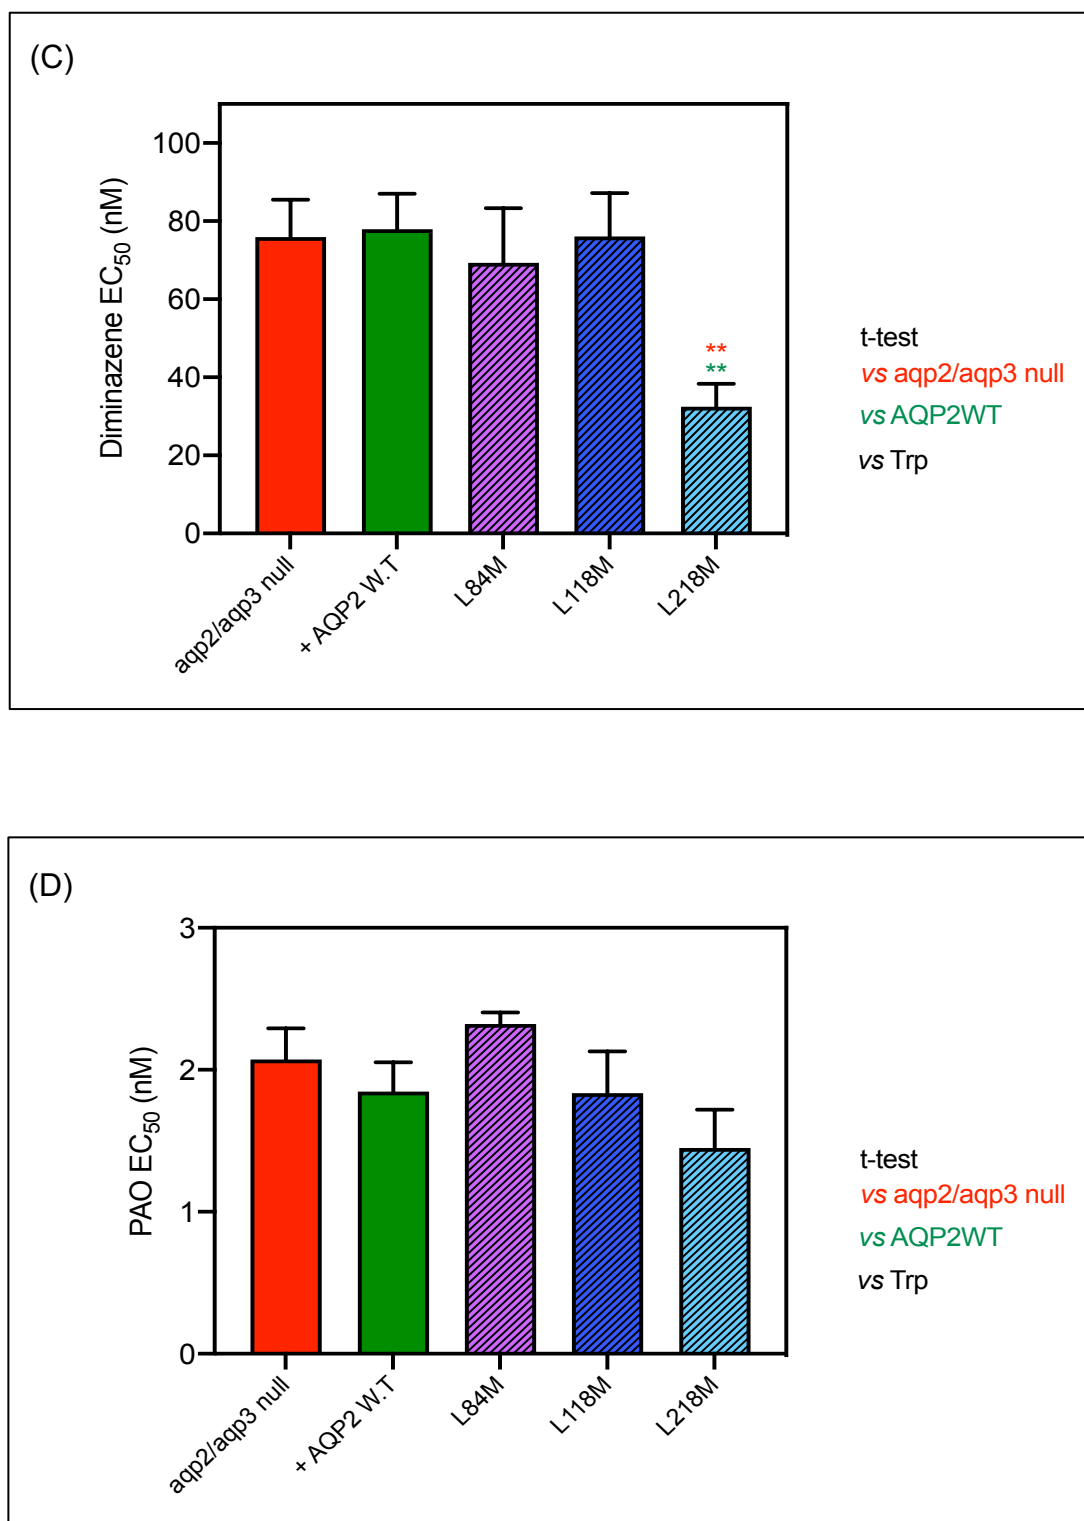 (C)
Diminazene EC50 (nM)
100
80
60
40
20
0
**
**
aqp2/aqp3 null
+ AQP2 W.T
L84M
L118M
L218M
t-test
vs aqp2/aqp3 null
vs AQP2WT
vs Trp
(D)
PAO EC50 (nM)
3
2
1
0
aqp2/aqp3 null
+ AQP2 W.T
L84M
L118M
L218M
t-test
vs aqp2/aqp3 null
vs AQP2WT
vs Trp